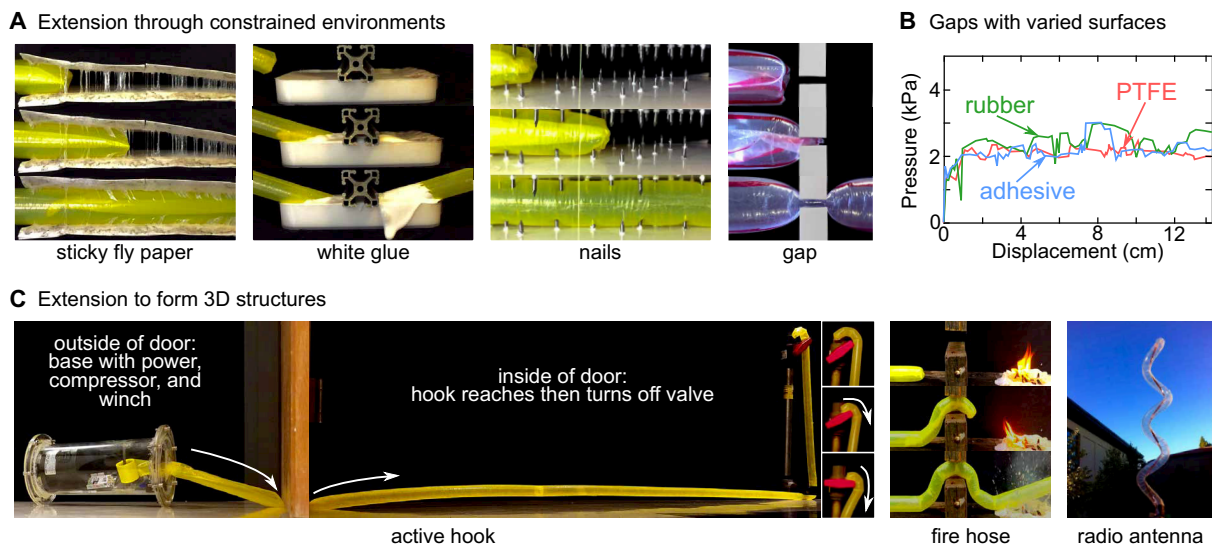 A Extension through constrained environments
sticky fly paper
white glue
nails
gap
B Gaps with varied surfaces
Pressure (kPa)
4
2
0
rubber
PTFE
adhesive
0
4
8
12
Displacement (cm)
C Extension to form 3D structures
outside of door:
base with power,
compressor, and
winch
inside of door:
hook reaches then turns off valve
active hook
fire hose
radio antenna